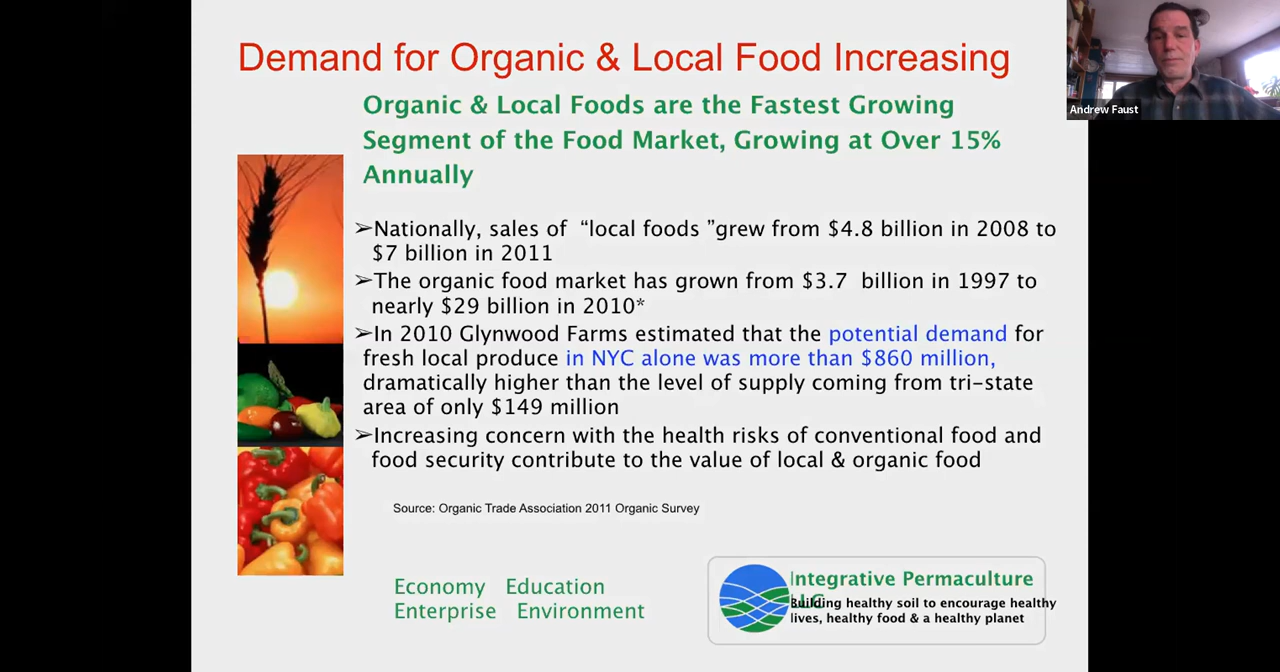 Demand for Organic & Local Food Increasing
Andrew Faust
Organic & Local Foods are the Fastest Growing
Segment of the Food Market, Growing at Over 15%
Annually
➢Nationally, sales of “local foods ”grew from $4.8 billion in 2008 to
$7 billion in 2011
➢The organic food market has grown from $3.7 billion in 1997 to
nearly $29 billion in 2010*
➢In 2010 Glynwood Farms estimated that the potential demand for
fresh local produce in NYC alone was more than $860 million,
dramatically higher than the level of supply coming from tri-state
area of only $149 million
➢Increasing concern with the health risks of conventional food and
food security contribute to the value of local & organic food
Source: Organic Trade Association 2011 Organic Survey
Economy Education
Enterprise Environment
Integrative Permaculture
LLC
Building healthy soil to encourage healthy
lives, healthy food & a healthy planet